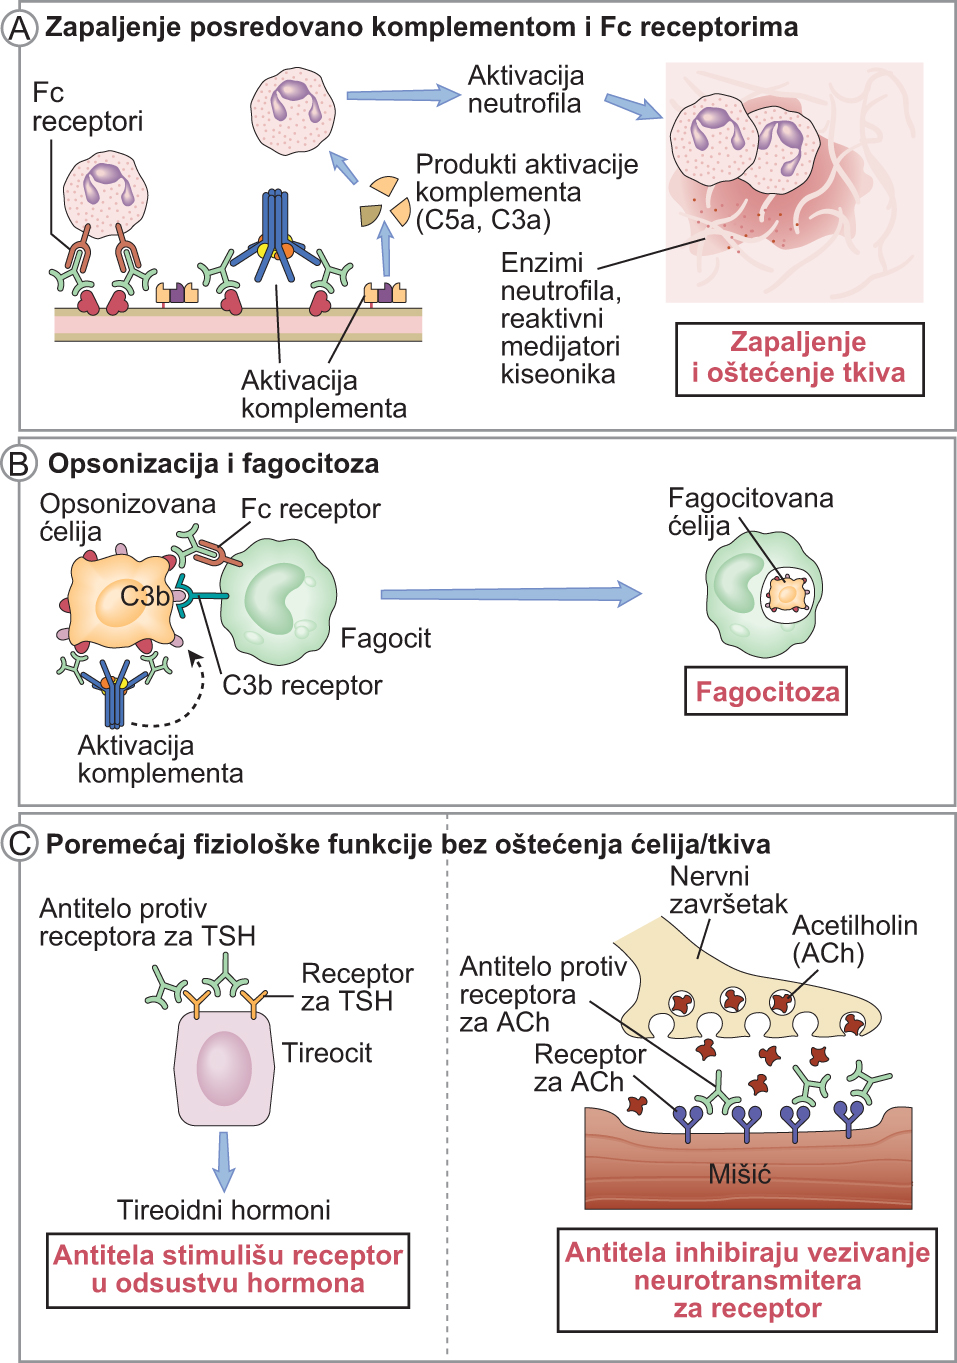 A Zapaljenje posredovano komplementom i Fc receptorima
Fc
receptori
Aktivacija
neutrofila
Produkti aktivacije
komplementa
(C5a, C3a)
Enzimi
neutrofila,
reaktivni
medijatori
kiseonika
Aktivacija
komplementa
Zapaljenje
i oštećenje tkiva
B Opsonizacija i fagocitoza
Opsonizovana
ćelija
Fc receptor
C3b
Fagocit
C3b receptor
Aktivacija
komplementa
Fagocitovana
ćelija
Fagocitoza
C Poremećaj fiziološke funkcije bez oštećenja ćelija/tkiva
Antitelo protiv
receptora za TSH
Receptor
za TSH
Tireocit
Tireoidni hormoni
Antitela stimulišu receptor
u odsustvu hormona
Nervni
završetak
Acetilholin
(ACh)
Antitelo protiv
receptora
za ACh
Receptor
za ACh
Mišić
Antitela inhibiraju vezivanje
neurotransmitera
za receptor